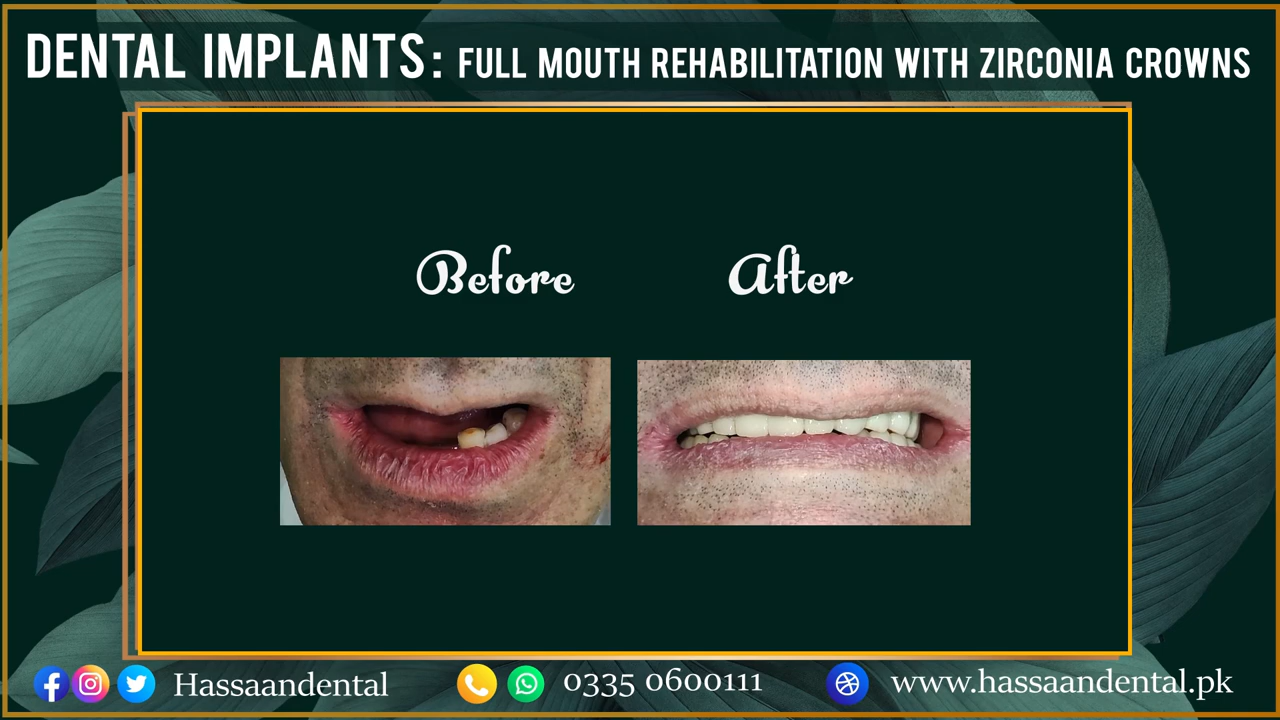 DENTAL IMPLANTS: FULL MOUTH REHABILITATION WITH ZIRCONIA CROWNS
Before After
Hassaandental 0335 0600111 www.hassaandental.pk